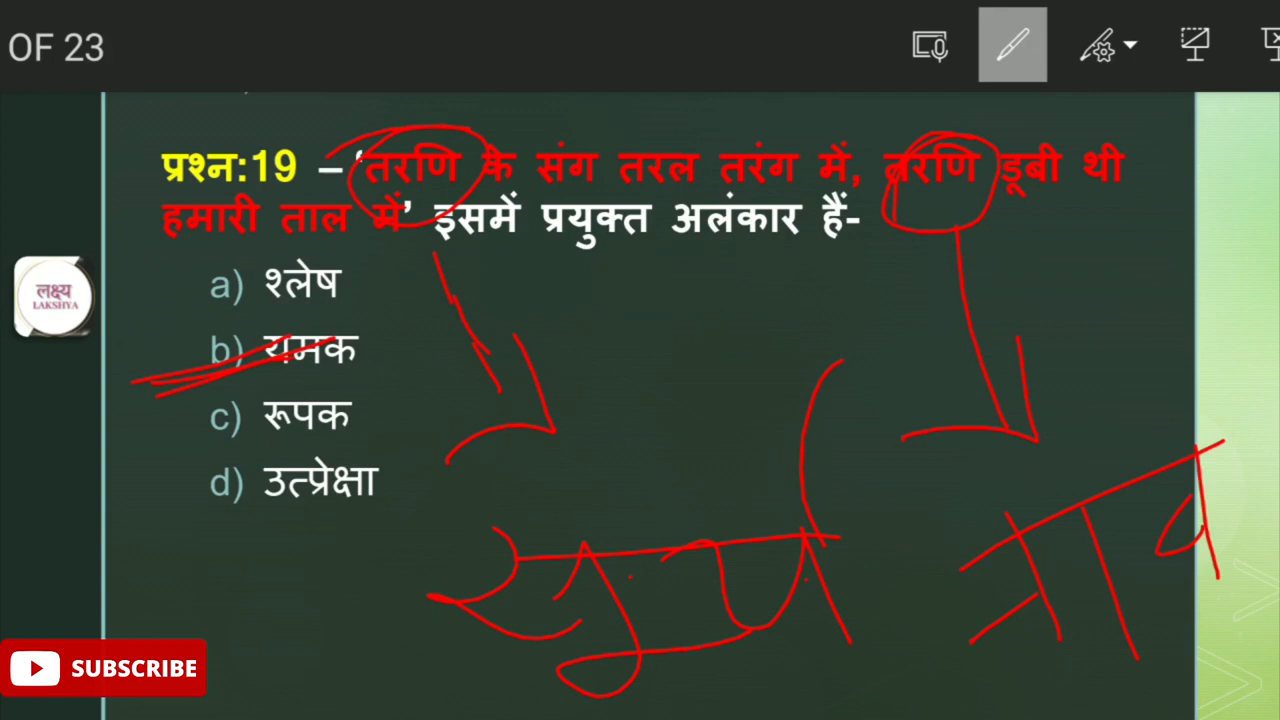 OF 23
प्रश्न:19 – ‘तरणि के संग तरल तरंग में, तरणि डूबी थी
हमारी ताल में’ इसमें प्रयुक्त अलंकार हैं-
a) श्लेष
लक्ष्य
LAKSHYA
b) यमक
c) रूपक
d) उत्प्रेक्षा
सूर्य नाव
SUBSCRIBE